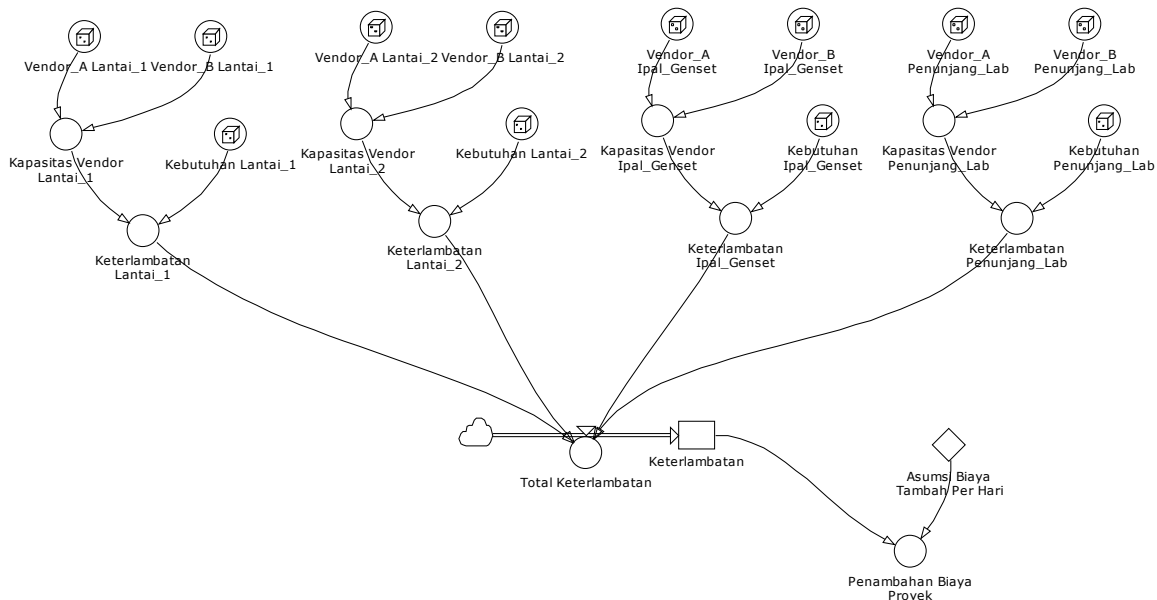 Vendor_A Lantai_1
Vendor_B Lantai_1
Kapasitas Vendor
Lantai_1
Kebutuhan Lantai_1
Keterlambatan
Lantai_1
Vendor_A Lantai_2
Vendor_B Lantai_2
Kapasitas Vendor
Lantai_2
Kebutuhan Lantai_2
Keterlambatan
Lantai_2
Vendor_A
Ipal_Genset
Vendor_B
Ipal_Genset
Kapasitas Vendor
Ipal_Genset
Kebutuhan
Ipal_Genset
Keterlambatan
Ipal_Genset
Vendor_A
Penunjang_Lab
Vendor_B
Penunjang_Lab
Kapasitas Vendor
Penunjang_Lab
Kebutuhan
Penunjang_Lab
Keterlambatan
Penunjang_Lab
Total Keterlambatan
Keterlambatan
Asumsi Biaya
Tambah Per Hari
Penambahan Biaya
Proyek